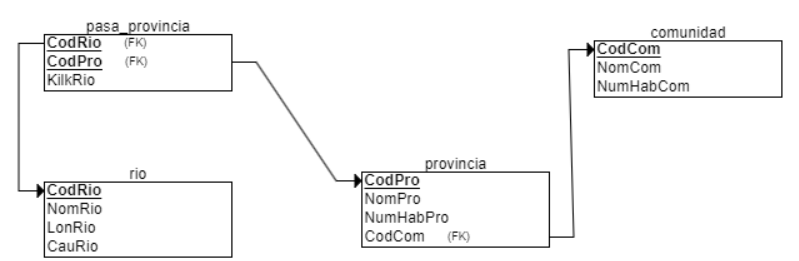 pasa_provincia
CodRio (FK)
CodPro (FK)
KilkRio
comunidad
CodCom
NomCom
NumHabCom
rio
CodRio
NomRio
LonRio
CauRio
provincia
CodPro
NomPro
NumHabPro
CodCom (FK)